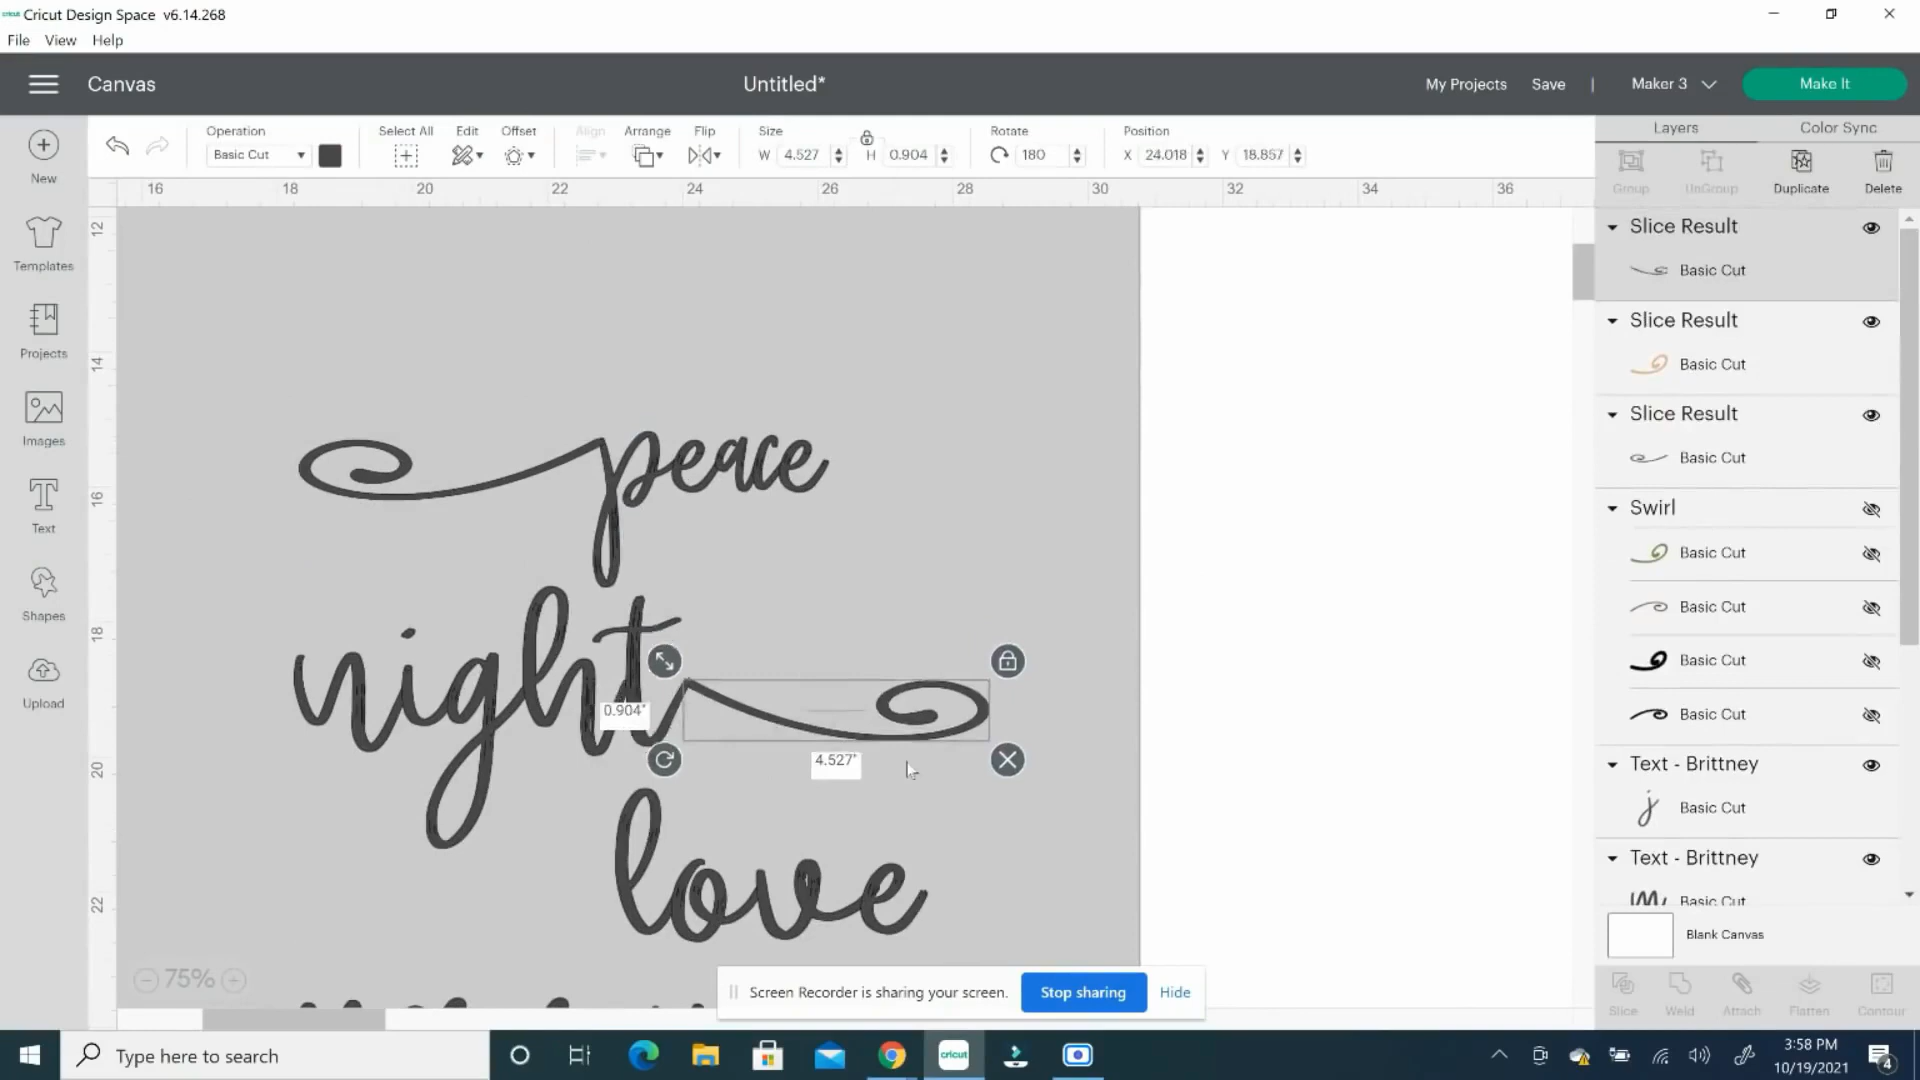 cricut Cricut Design Space v6.14.268
File View Help
Canvas
Untitled*
My Projects Save | Maker 3 Make It
Operation Select All Edit Offset Align Arrange Flip Size Rotate Position
Basic Cut W 4.527 H 0.904 180 X 24.018 Y 18.857
Layers Color Sync
Group UnGroup Duplicate Delete
16 18 20 22 24 26 28 30 32 34 36
12
14
16
18
20
22
New
Templates
Projects
Images
Text
Shapes
Upload
peace
night
0.904"
4.527"
love
75%
Slice Result
Basic Cut
Slice Result
Basic Cut
Slice Result
Basic Cut
Swirl
Basic Cut
Basic Cut
Basic Cut
Basic Cut
Text - Brittney
j Basic Cut
Text - Brittney
Basic Cut
Blank Canvas
Slice Weld Attach Flatten Contour
Screen Recorder is sharing your screen. Stop sharing Hide
Type here to search
cricut
3:58 PM
10/19/2021
4